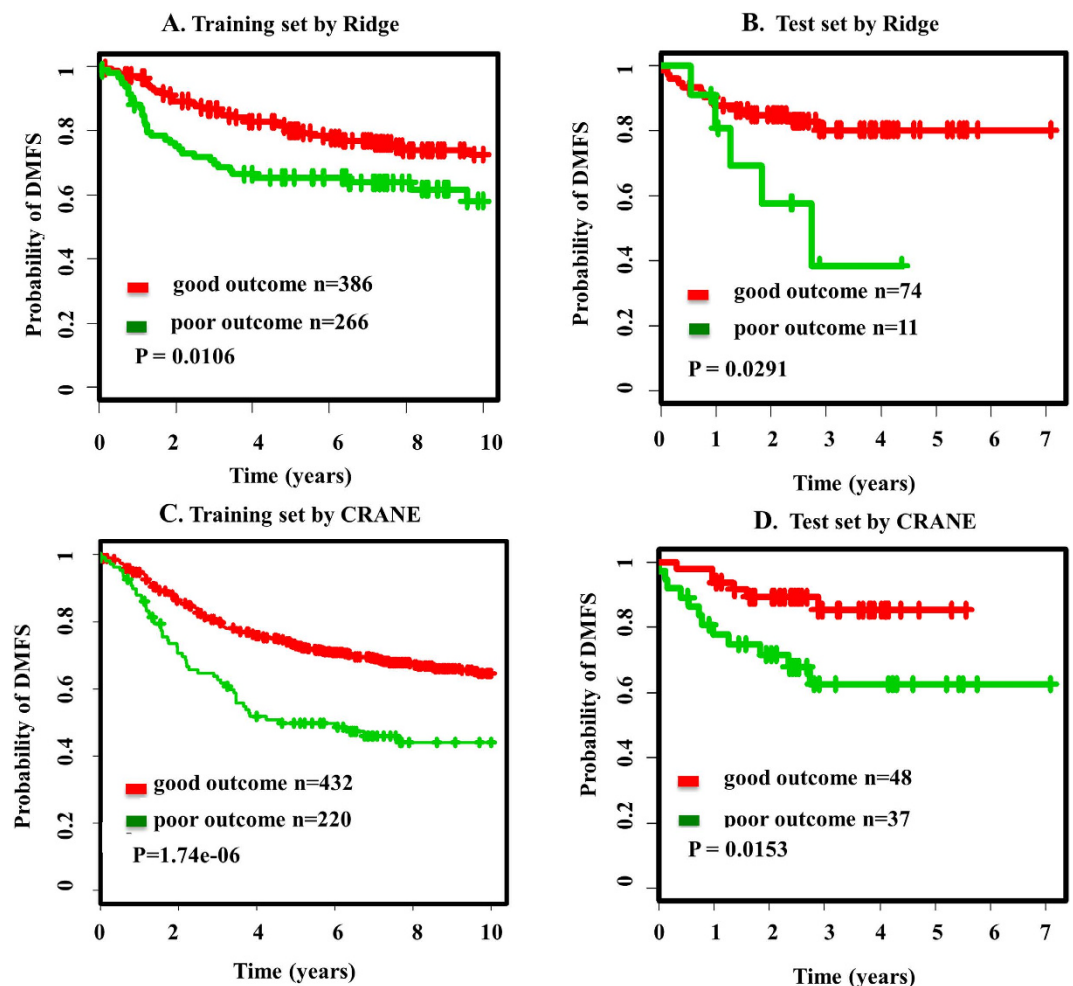 A. Training set by Ridge
Probability of DMFS
1
0.8
0.6
0.4
0.2
0
good outcome n=386
poor outcome n=266
P = 0.0106
0 2 4 6 8 10
Time (years)
B. Test set by Ridge
Probability of DMFS
1
0.8
0.6
0.4
0.2
0
good outcome n=74
poor outcome n=11
P = 0.0291
0 1 2 3 4 5 6 7
Time (years)
C. Training set by CRANE
Probability of DMFS
1
0.8
0.6
0.4
0.2
0
good outcome n=432
poor outcome n=220
P=1.74e-06
0 2 4 6 8 10
Time (years)
D. Test set by CRANE
Probability of DMFS
1
0.8
0.6
0.4
0.2
0
good outcome n=48
poor outcome n=37
P = 0.0153
0 1 2 3 4 5 6 7
Time (years)